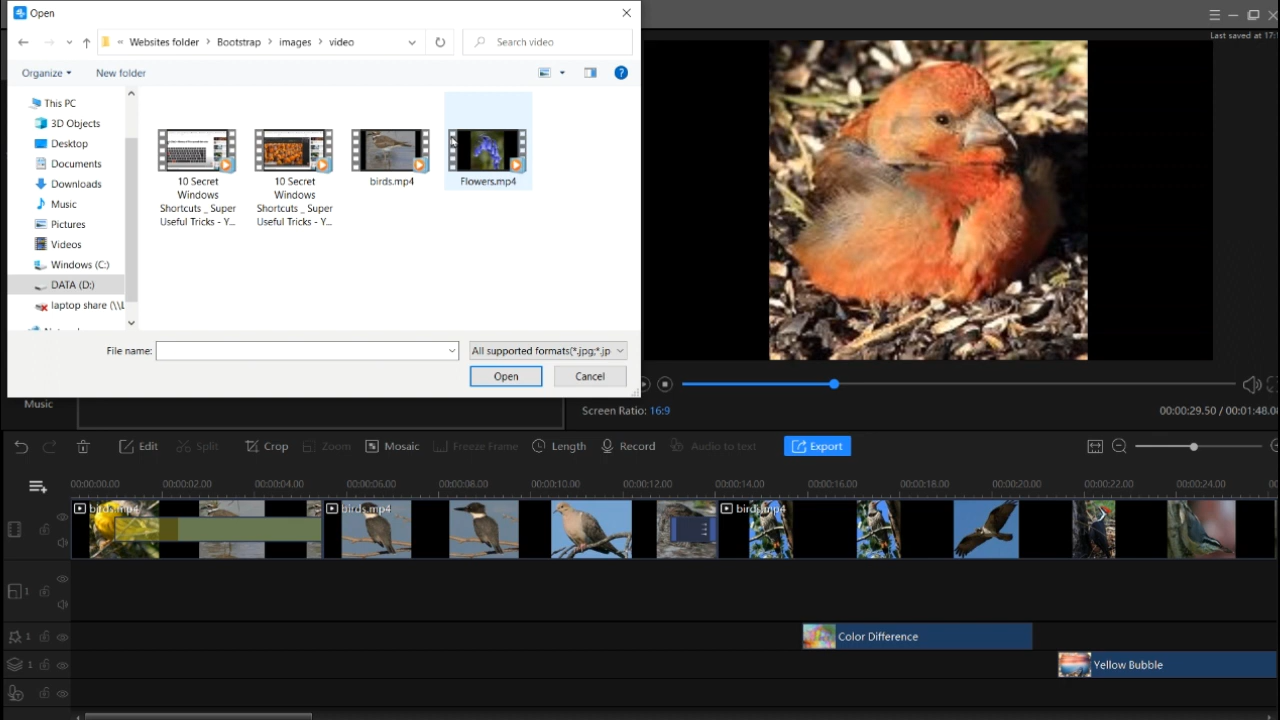 Open
Last saved at 17:1
Websites folder > Bootstrap > images > video
Search video
Organize
New folder
This PC
3D Objects
Desktop
Documents
Downloads
Music
Pictures
Videos
Windows (C:)
DATA (D:)
laptop share (\\L
10 Secret
Windows
Shortcuts _ Super
Useful Tricks - Y...
10 Secret
Windows
Shortcuts _ Super
Useful Tricks - Y...
birds.mp4
Flowers.mp4
File name:
All supported formats(*.jpg;*.jp
Open
Cancel
Music
Screen Ratio: 16:9
00:00:29.50 / 00:01:48.00
Edit
Split
Crop
Zoom
Mosaic
Freeze Frame
Length
Record
Audio to text
Export
00:00:00.00
00:00:02.00
00:00:04.00
00:00:06.00
00:00:08.00
00:00:10.00
00:00:12.00
00:00:14.00
00:00:16.00
00:00:18.00
00:00:20.00
00:00:22.00
00:00:24.00
birds.mp4
birds.mp4
birds.mp4
1
1
Color Difference
1
Yellow Bubble